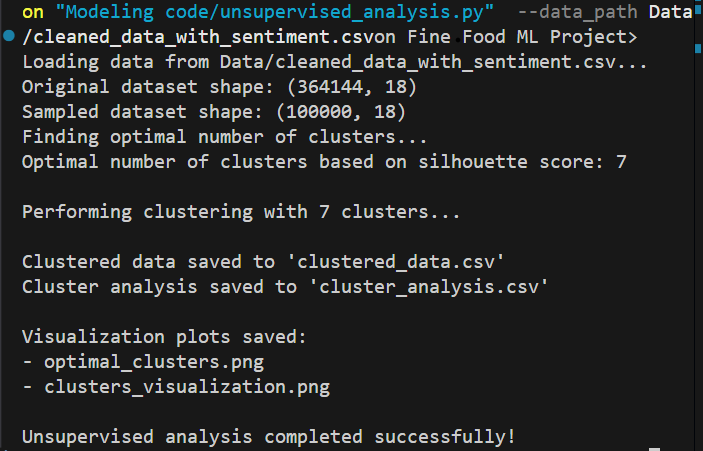 on "Modeling code/unsupervised_analysis.py"  --data_path Data
/cleaned_data_with_sentiment.csvon Fine Food ML Project>
Loading data from Data/cleaned_data_with_sentiment.csv...
Original dataset shape: (364144, 18)
Sampled dataset shape: (100000, 18)
Finding optimal number of clusters...
Optimal number of clusters based on silhouette score: 7
Performing clustering with 7 clusters...
Clustered data saved to 'clustered_data.csv'
Cluster analysis saved to 'cluster_analysis.csv'
Visualization plots saved:
- optimal_clusters.png
- clusters_visualization.png
Unsupervised analysis completed successfully!